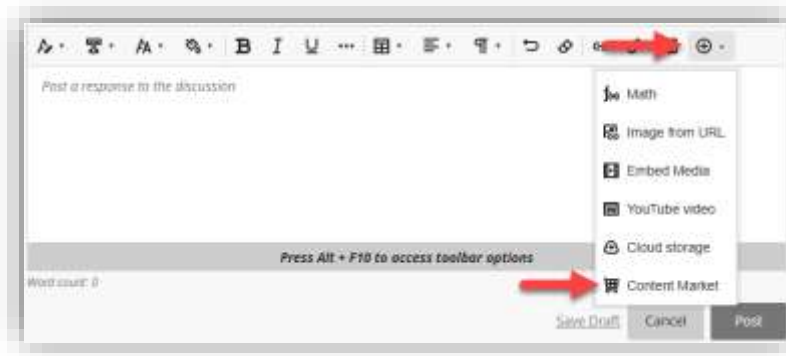 B I U
Post a response to the discussion
Math
Image from URL
Embed Media
YouTube video
Cloud storage
Press Alt + F10 to access toolbar options
Word count: 0
Content Market
Save Draft Cancel Post